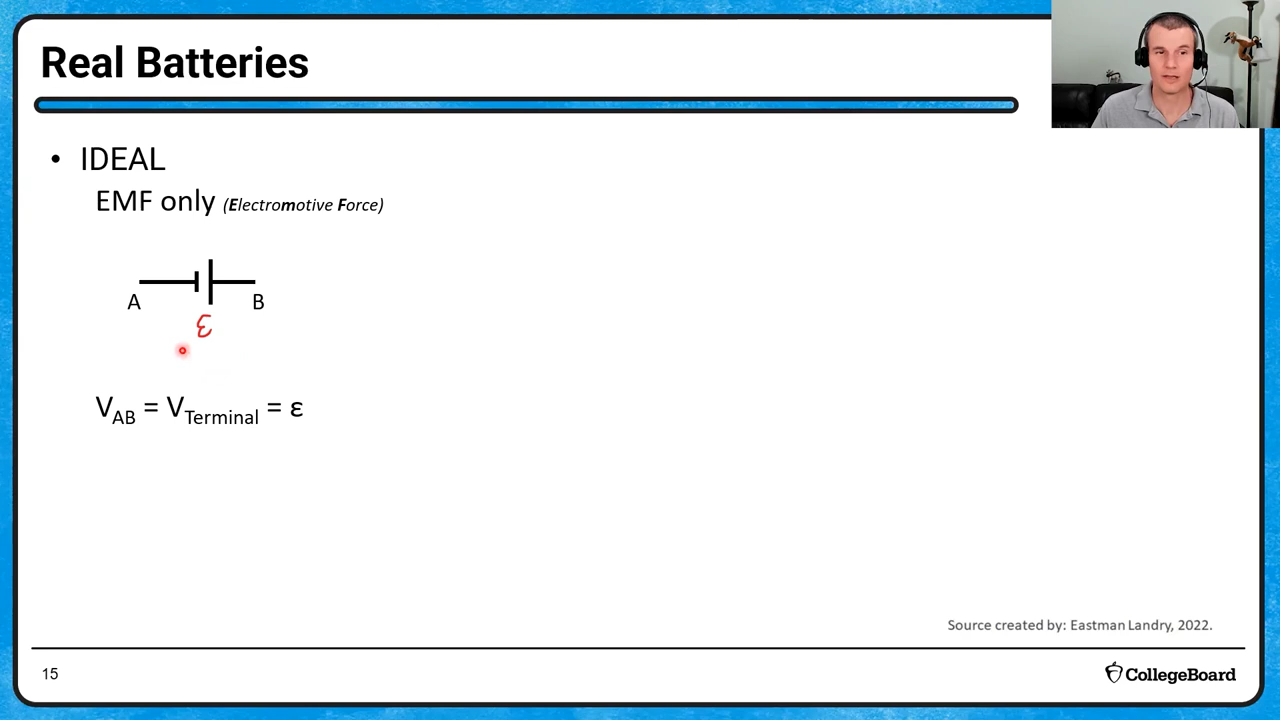 Real Batteries
• IDEAL
EMF only (Electromotive Force)
A B
ε
V_AB = V_Terminal = ε
Source created by: Eastman Landry, 2022.
15
CollegeBoard